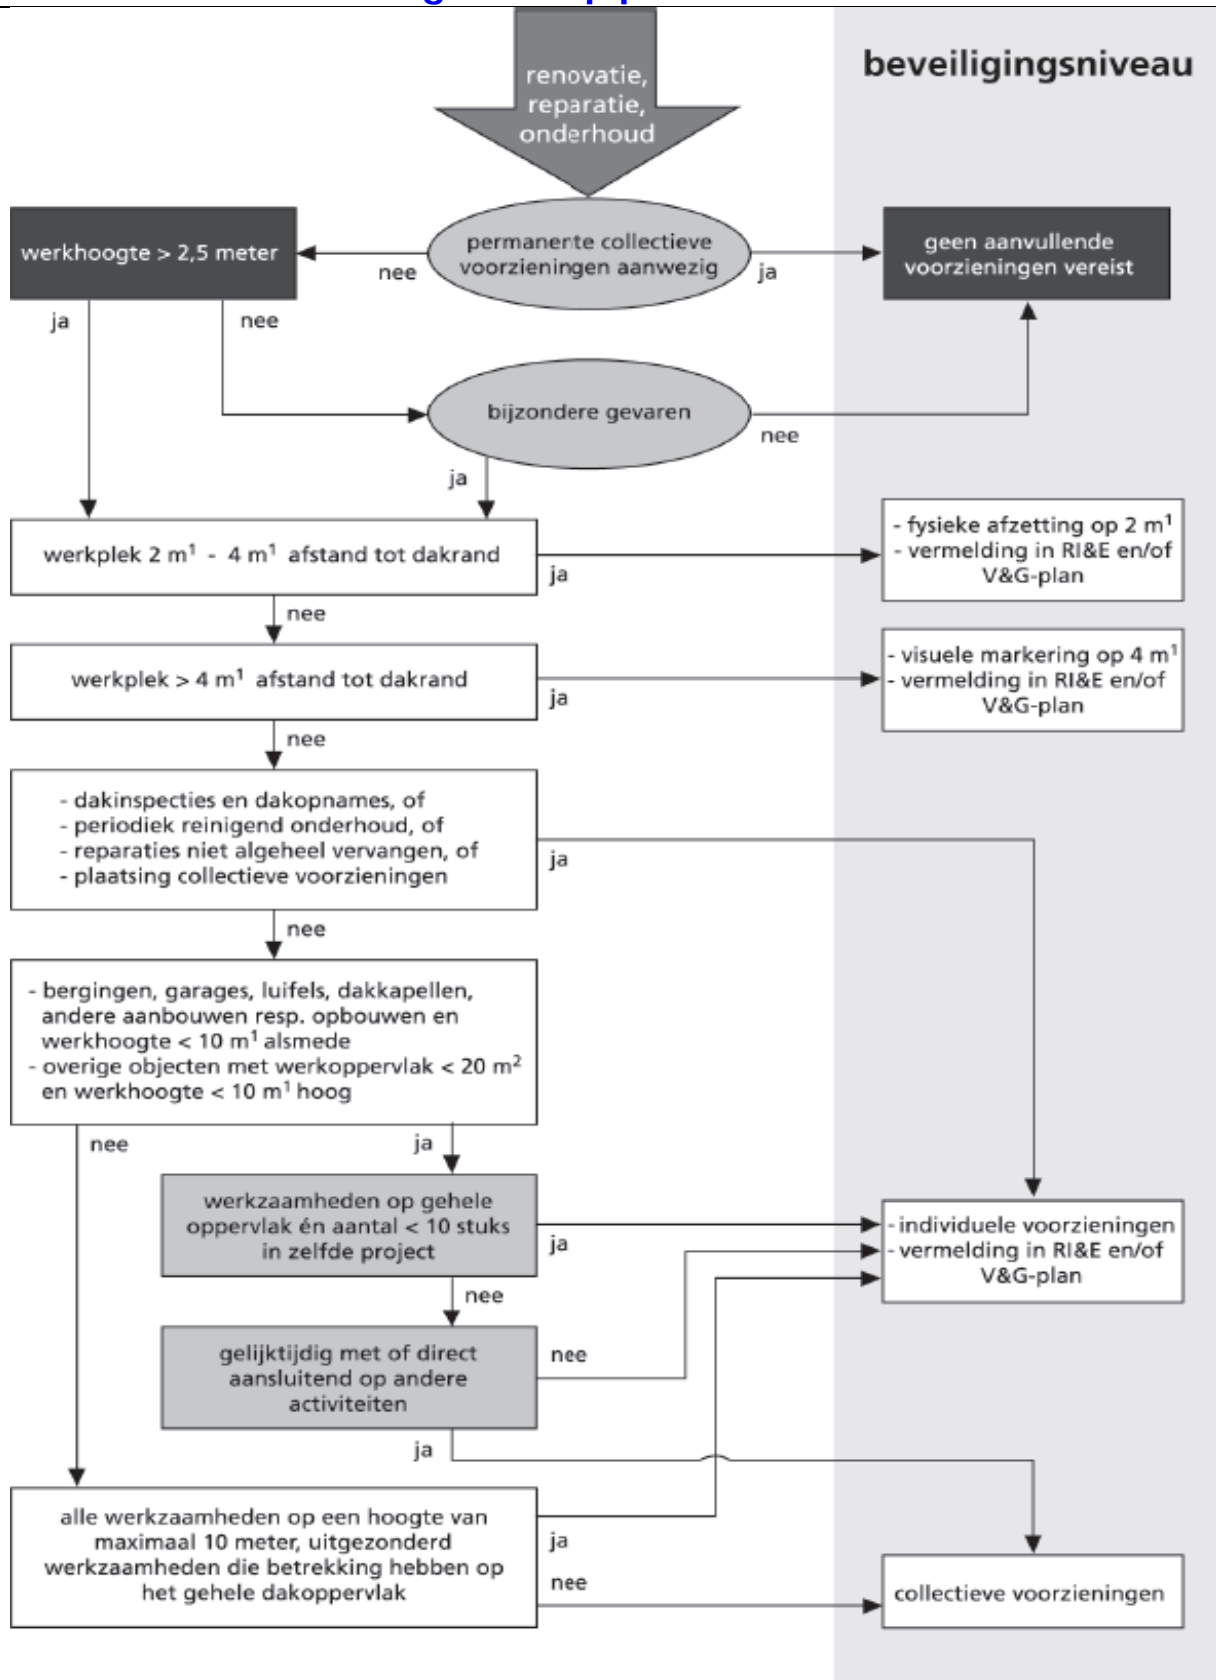 renovatie,
reparatie,
onderhoud
beveiligingsniveau
werkhoogte > 2,5 meter
nee
permanente collectieve
voorzieningen aanwezig
ja
geen aanvullende
voorzieningen vereist
ja
nee
bijzondere gevaren
nee
ja
werkplek 2 m¹ - 4 m¹ afstand tot dakrand
ja
- fysieke afzetting op 2 m¹
- vermelding in RI&E en/of
V&G-plan
nee
werkplek > 4 m¹ afstand tot dakrand
ja
- visuele markering op 4 m¹
- vermelding in RI&E en/of
V&G-plan
nee
- dakinspecties en dakopnames, of
- periodiek reinigend onderhoud, of
- reparaties niet algeheel vervangen, of
- plaatsing collectieve voorzieningen
ja
nee
- bergingen, garages, luifels, dakkapellen,
andere aanbouwen resp. opbouwen en
werkhoogte < 10 m¹ alsmede
- overige objecten met werkoppervlak < 20 m²
en werkhoogte < 10 m¹ hoog
nee
ja
werkzaamheden op gehele
oppervlak én aantal < 10 stuks
in zelfde project
ja
- individuele voorzieningen
- vermelding in RI&E en/of
V&G-plan
nee
gelijktijdig met of direct
aansluitend op andere
activiteiten
nee
ja
alle werkzaamheden op een hoogte van
maximaal 10 meter, uitgezonderd
werkzaamheden die betrekking hebben op
het gehele dakoppervlak
ja
nee
collectieve voorzieningen